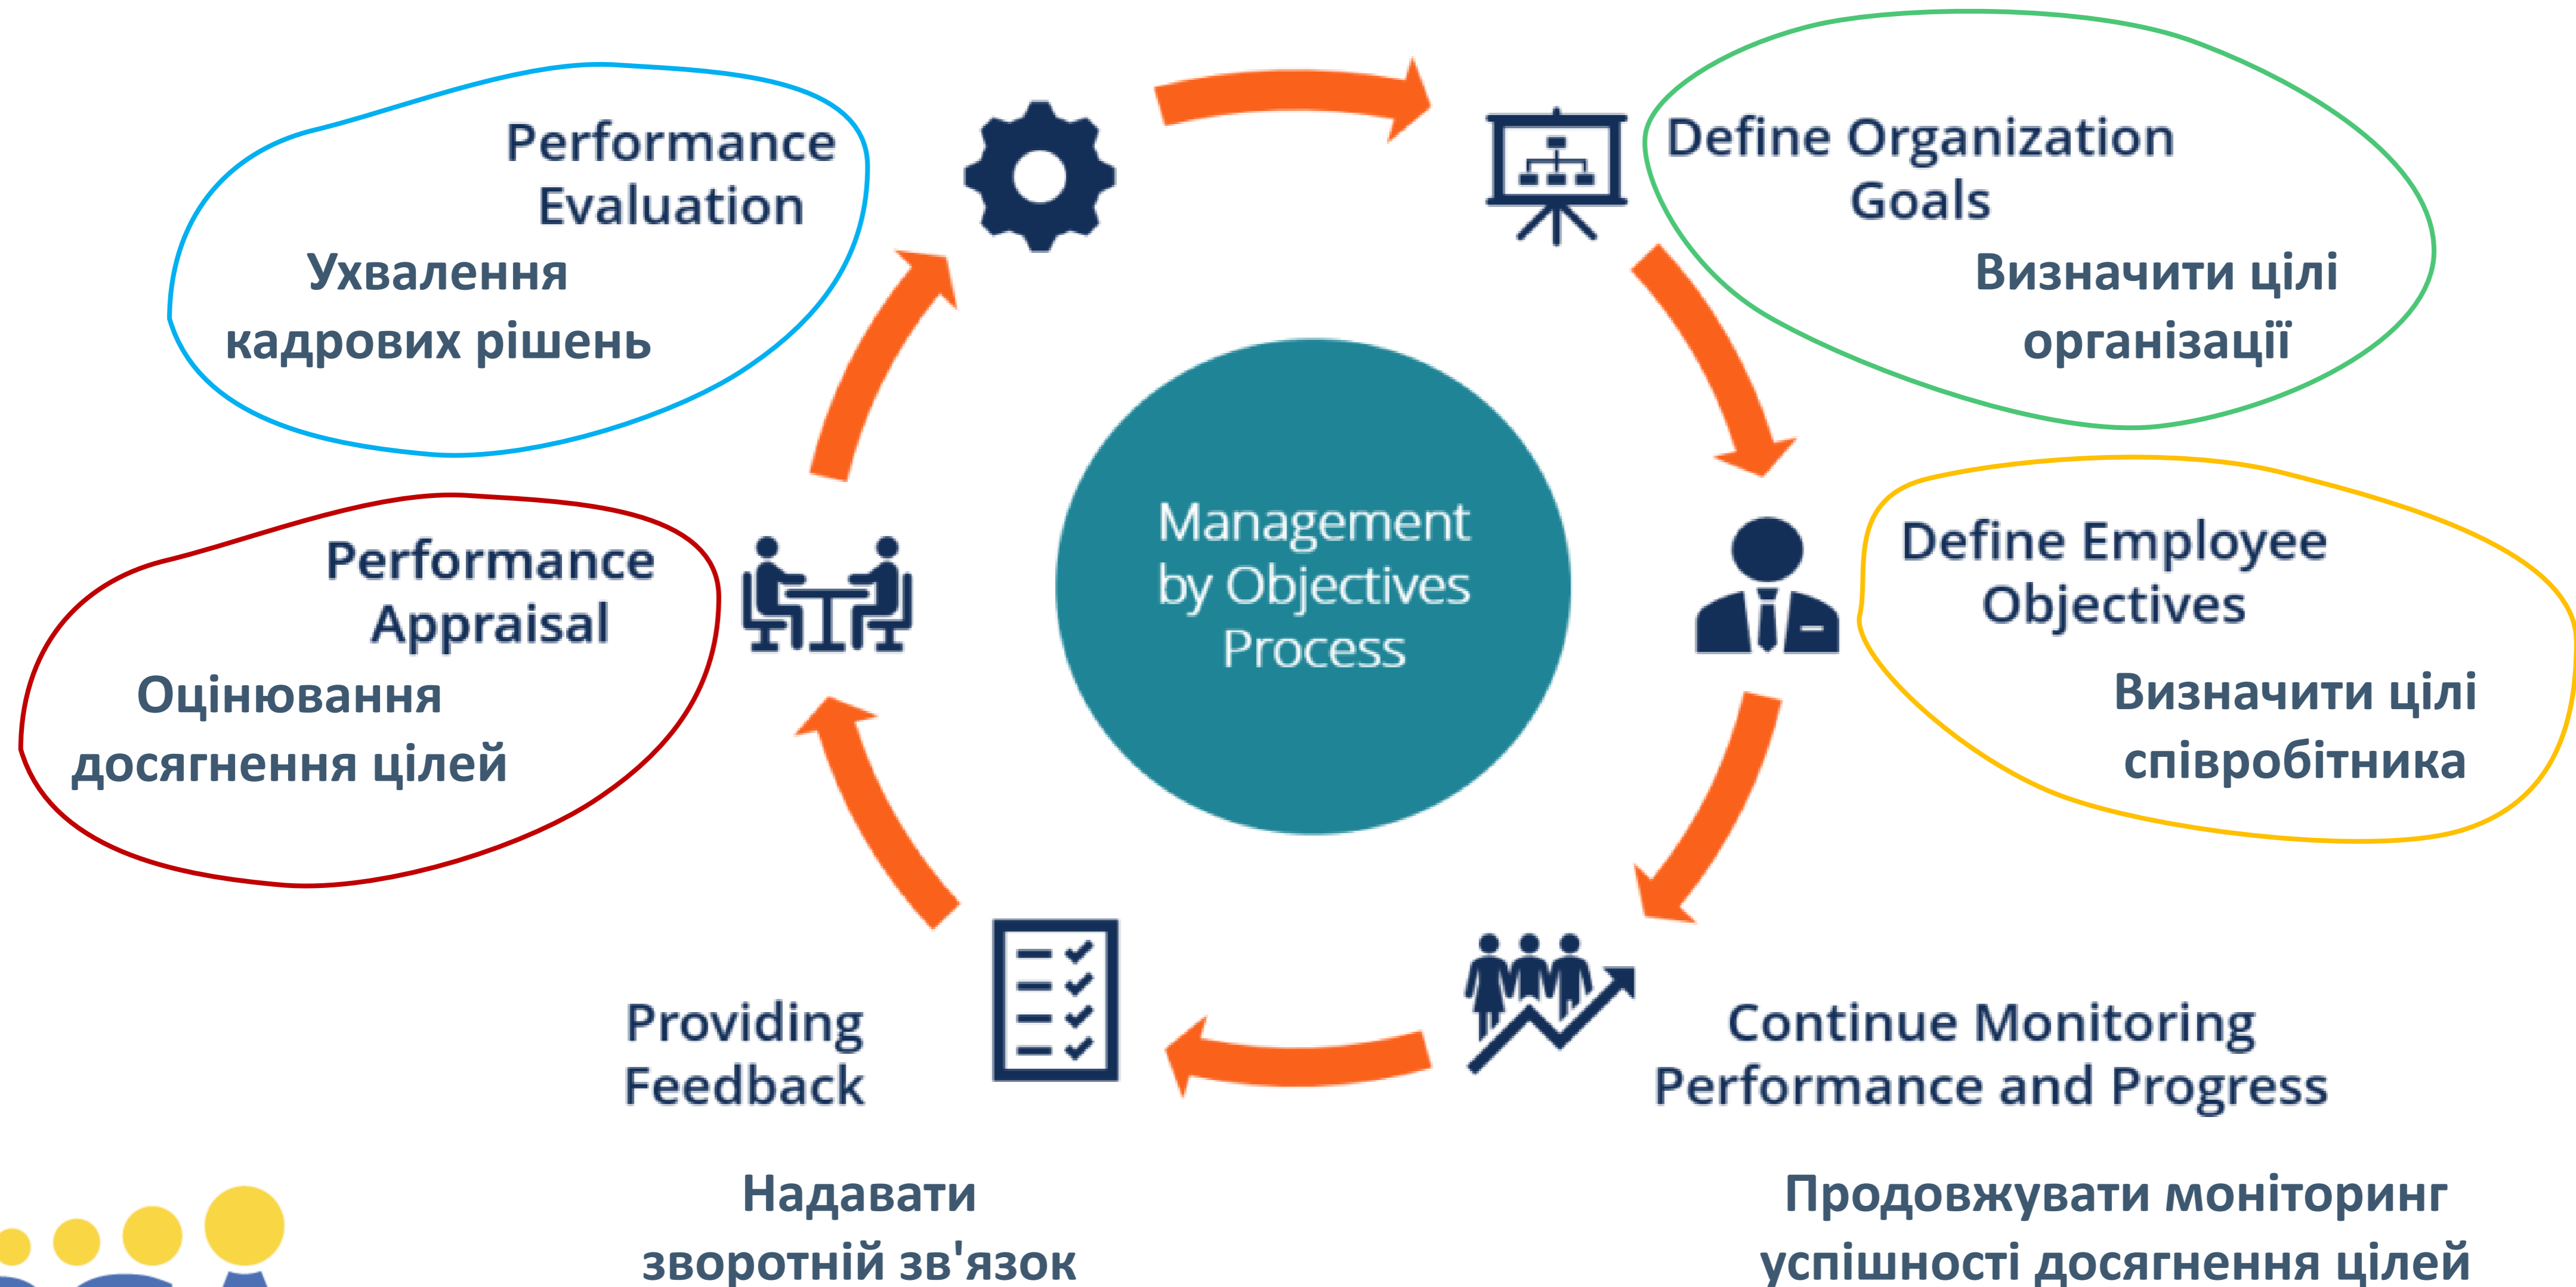 Performance
Evaluation
Ухвалення
кадрових рішень
Define Organization
Goals
Визначити цілі
організації
Management
by Objectives
Process
Performance
Appraisal
Оцінювання
досягнення цілей
Define Employee
Objectives
Визначити цілі
співробітника
Providing
Feedback
Надавати
зворотній зв'язок
Continue Monitoring
Performance and Progress
Продовжувати моніторинг
успішності досягнення цілей